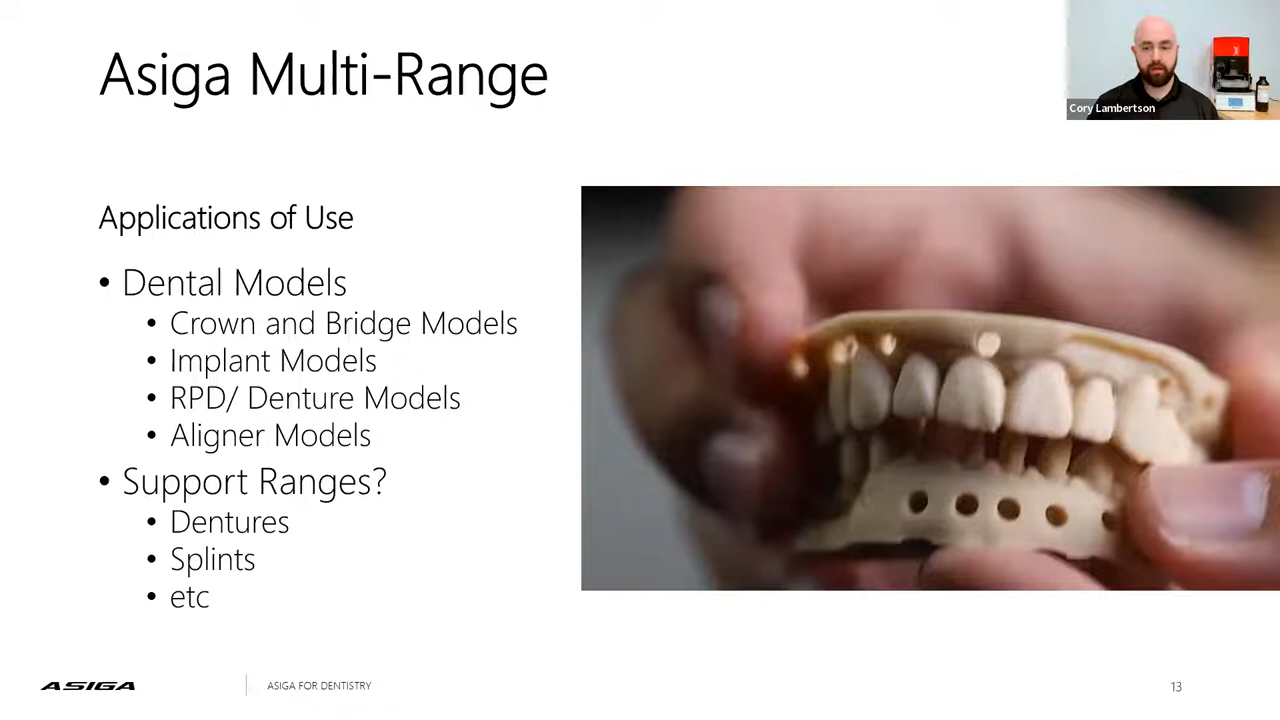 Asiga Multi-Range
Cory Lambertson
Applications of Use
• Dental Models
• Crown and Bridge Models
• Implant Models
• RPD/ Denture Models
• Aligner Models
• Support Ranges?
• Dentures
• Splints
• etc
ASIGA
ASIGA FOR DENTISTRY
13